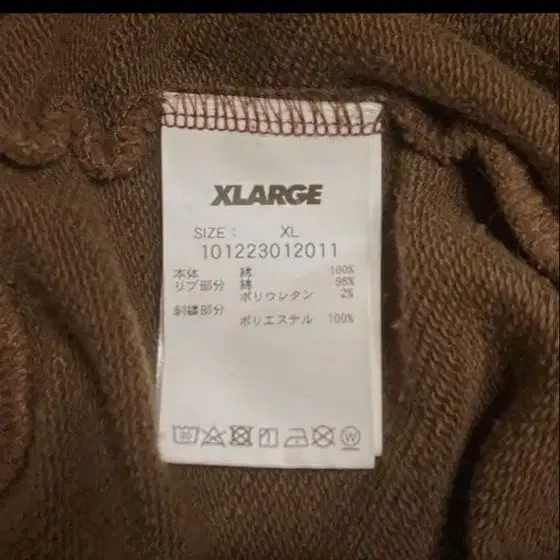 XLARGE
SIZE: XL
101223012011
本体 綿 100%
リブ部分 綿 98%
ポリウレタン 2%
刺繍部分
ポリエステル 100%
30
W